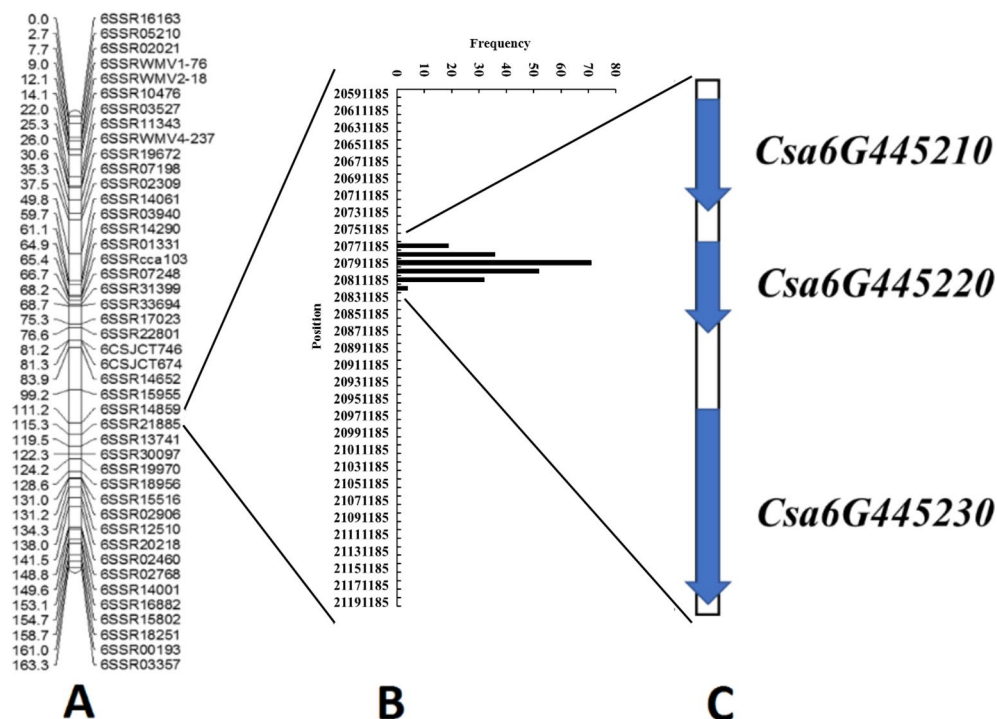 0.0 6SSR16163
2.7 6SSR05210
7.7 6SSR02021
9.0 6SSRWMV1-76
12.1 6SSRWMV2-18
14.1 6SSR10476
22.0 6SSR03527
25.3 6SSR11343
26.0 6SSRWMV4-237
30.6 6SSR19672
35.3 6SSR07198
37.5 6SSR02309
49.8 6SSR14061
59.7 6SSR03940
61.1 6SSR14290
64.9 6SSR01331
65.4 6SSRcca103
66.7 6SSR07248
68.2 6SSR31399
68.7 6SSR33694
75.3 6SSR17023
76.6 6SSR22801
81.2 6CSJCT746
81.3 6CSJCT674
83.9 6SSR14652
99.2 6SSR15955
111.2 6SSR14859
115.3 6SSR21885
119.5 6SSR13741
122.3 6SSR30097
124.2 6SSR19970
128.6 6SSR18956
131.0 6SSR15516
131.2 6SSR02906
134.3 6SSR12510
138.0 6SSR20218
141.5 6SSR02460
148.8 6SSR02768
149.6 6SSR14001
153.1 6SSR16882
154.7 6SSR15802
158.7 6SSR18251
161.0 6SSR00193
163.3 6SSR03357
A
Frequency
0 10 20 30 40 50 60 70 80
Position
20591185
20611185
20631185
20651185
20671185
20691185
20711185
20731185
20751185
20771185
20791185
20811185
20831185
20851185
20871185
20891185
20911185
20931185
20951185
20971185
20991185
21011185
21031185
21051185
21071185
21091185
21111185
21131185
21151185
21171185
21191185
B
Csa6G445210
Csa6G445220
Csa6G445230
C